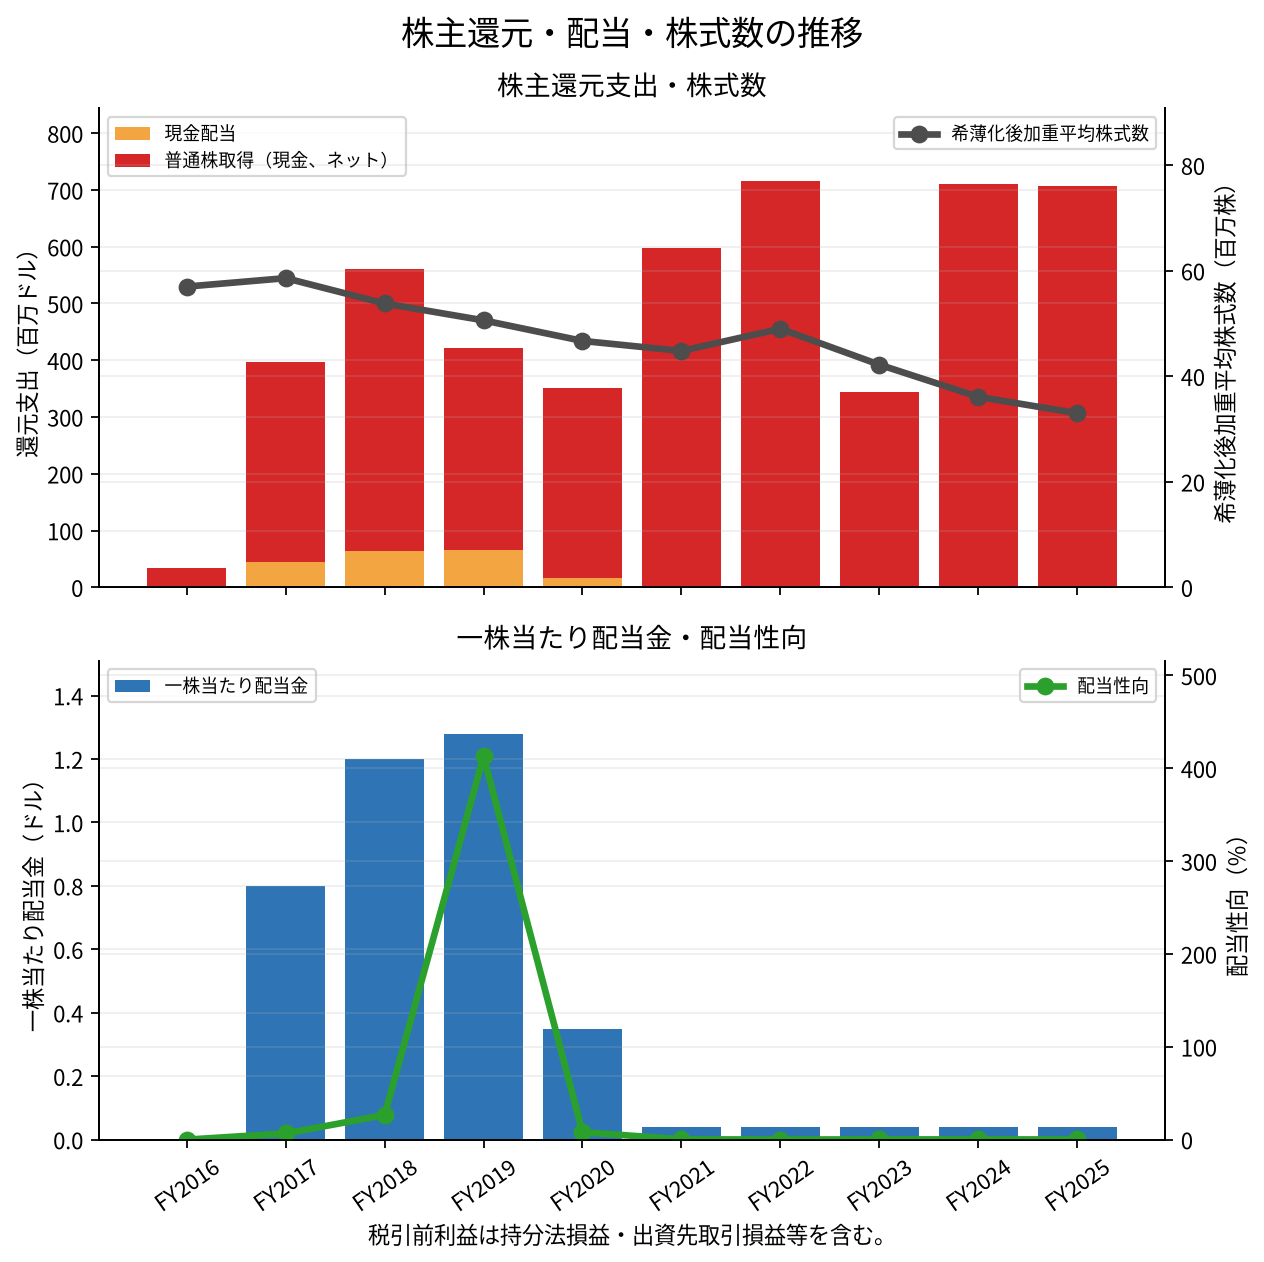 株主還元・配当・株式数の推移
株主還元支出・株式数
現金配当
普通株取得（現金、ネット）
希薄化後加重平均株式数
還元支出（百万ドル）
800
700
600
500
400
300
200
100
0
80
60
40
20
0
希薄化後加重平均株式数（百万株）
一株当たり配当金・配当性向
一株当たり配当金
配当性向
一株当たり配当金（ドル）
1.4
1.2
1.0
0.8
0.6
0.4
0.2
0.0
500
400
300
200
100
0
配当性向（%）
FY2016
FY2017
FY2018
FY2019
FY2020
FY2021
FY2022
FY2023
FY2024
FY2025
税引前利益は持分法損益・出資先取引損益等を含む。